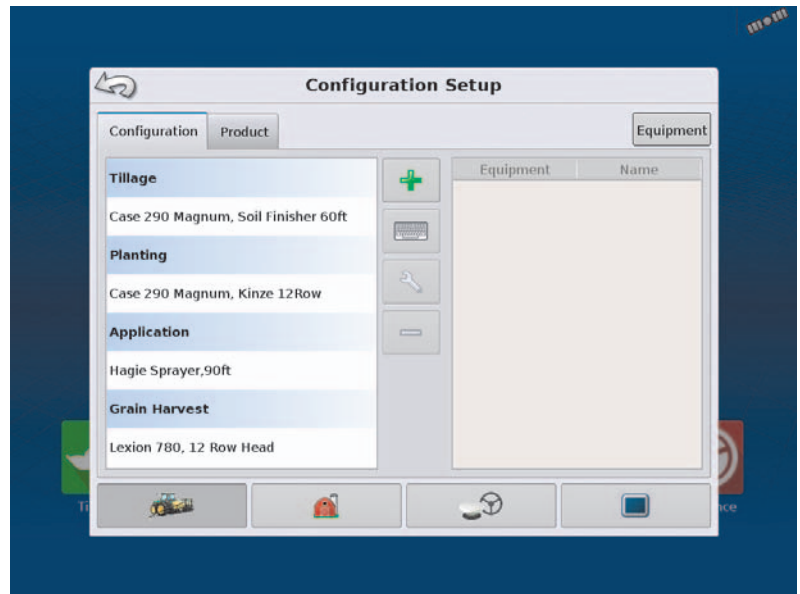 Configuration Setup
Configuration Product Equipment
Tillage
Case 290 Magnum, Soil Finisher 60ft
Planting
Case 290 Magnum, Kinze 12Row
Application
Hagie Sprayer,90ft
Grain Harvest
Lexion 780, 12 Row Head
Equipment Name